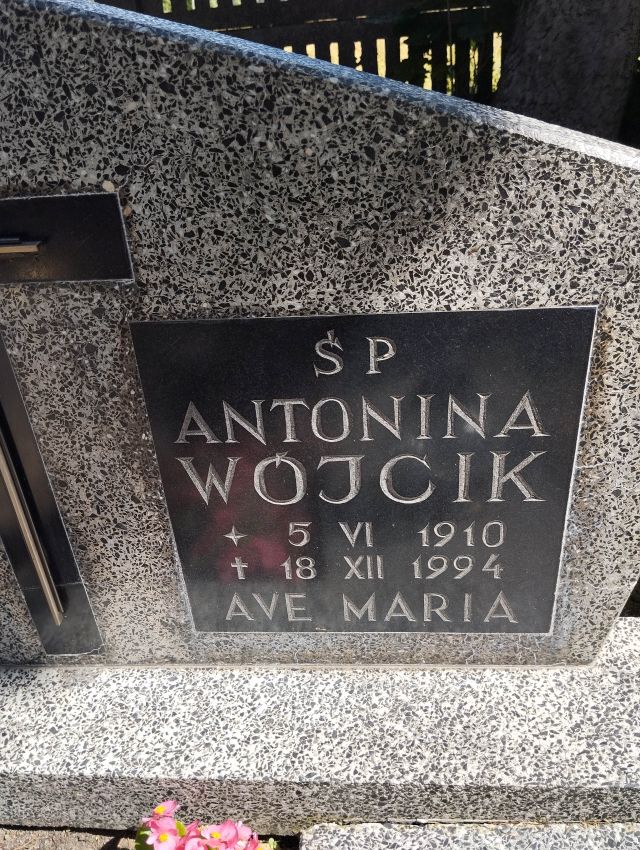 ŚP
ANTONINA
WÓJCIK
5 VI 1910
✝ 18 XII 1994
AVE MARIA